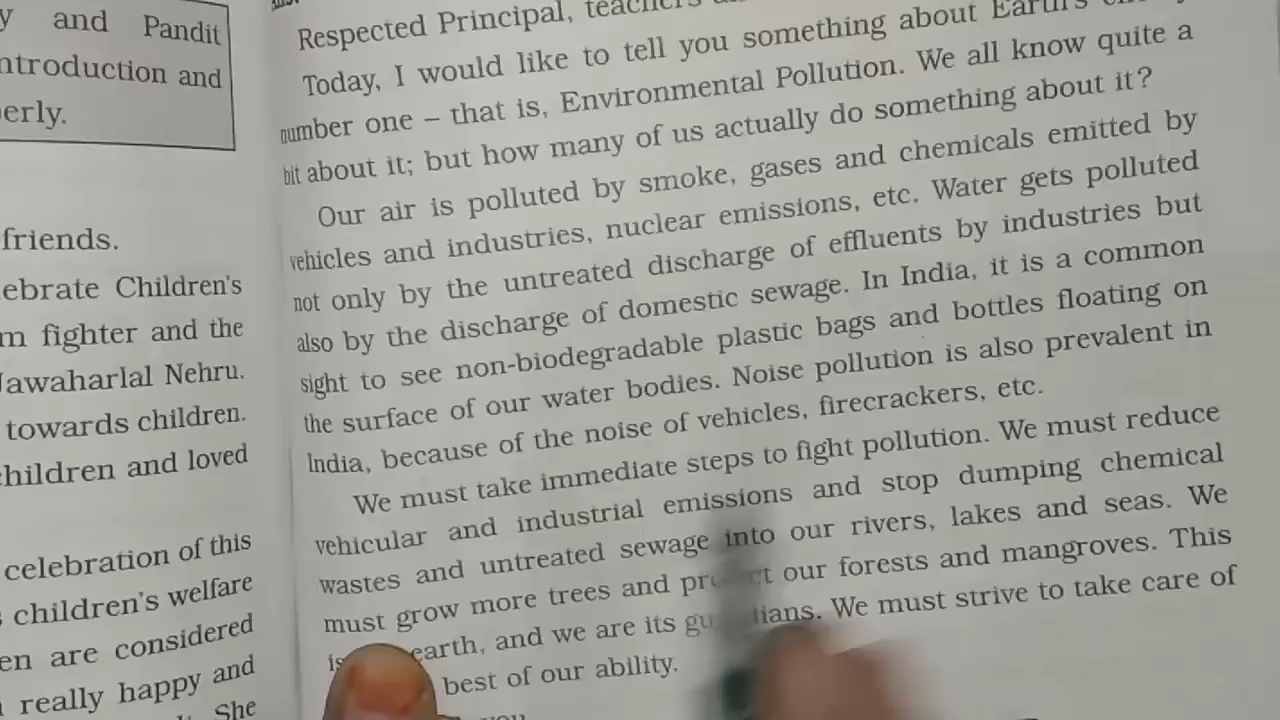 y and Pandit
ntroduction and
erly.
friends.
ebrate Children's
m fighter and the
Jawaharlal Nehru.
towards children.
children and loved
celebration of this
children's welfare
en are considered
really happy and
She
Respected Principal, teachers
Today, I would like to tell you something about Earth's
number one – that is, Environmental Pollution. We all know quite a
bit about it; but how many of us actually do something about it?
Our air is polluted by smoke, gases and chemicals emitted by
vehicles and industries, nuclear emissions, etc. Water gets polluted
not only by the untreated discharge of effluents by industries but
also by the discharge of domestic sewage. In India, it is a common
sight to see non-biodegradable plastic bags and bottles floating on
the surface of our water bodies. Noise pollution is also prevalent in
India, because of the noise of vehicles, firecrackers, etc.
We must take immediate steps to fight pollution. We must reduce
vehicular and industrial emissions and stop dumping chemical
wastes and untreated sewage into our rivers, lakes and seas. We
must grow more trees and protect our forests and mangroves. This
is earth, and we are its guardians. We must strive to take care of
best of our ability.
you